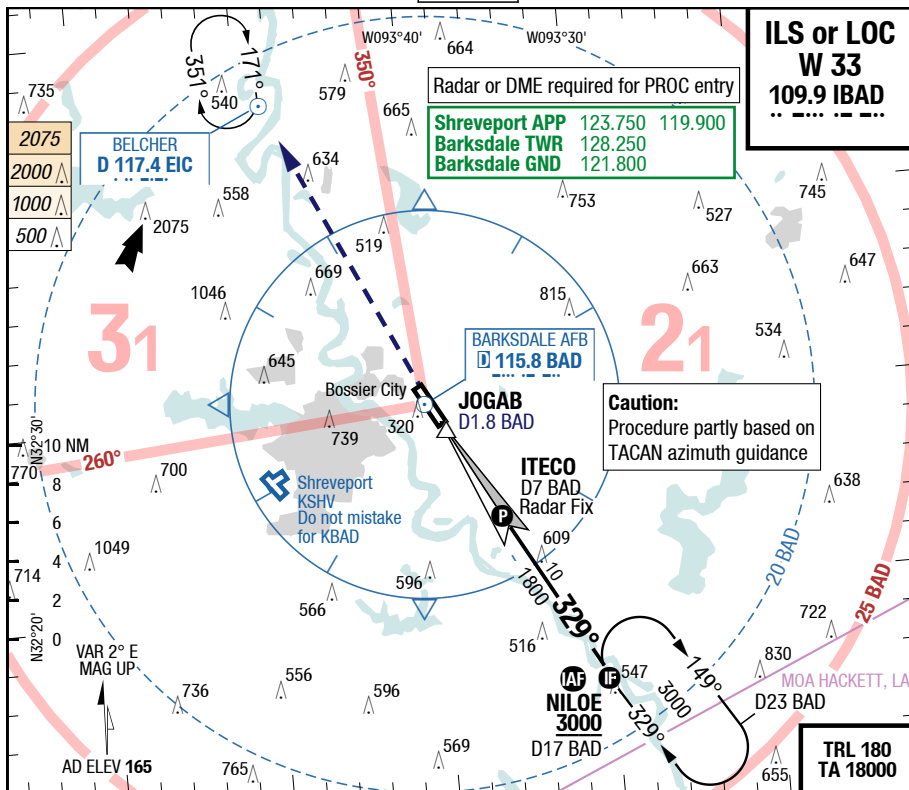 ILS or LOC
W 33
109.9 IBAD
W093°40'
W093°30'
664
735
351°
171°
540
579
350°
665
Radar or DME required for PROC entry
Shreveport APP 123.750 119.900
Barksdale TWR 128.250
Barksdale GND 121.800
2075
2000
1000
500
BELCHER
D 117.4 EIC
634
558
2075
519
753
527
745
647
669
1046
663
815
534
31
21
645
BARKSDALE AFB
D 115.8 BAD
Bossier City
320
JOGAB
D1.8 BAD
739
Caution:
Procedure partly based on
TACAN azimuth guidance
N32°30'
10 NM
770
260°
700
8
6
4
2
0
N32°20'
Shreveport
KSHV
Do not mistake
for KBAD
ITECO
D7 BAD
Radar Fix
P
638
1049
714
609
10
1800
596
566
329°
516
20 BAD
25 BAD
722
830
VAR 2° E
MAG UP
736
556
596
IAF
IF
547
NILOE
3000
D17 BAD
149°
3000
329°
MOA HACKETT, LA
D23 BAD
AD ELEV 165
765
569
655
TRL 180
TA 18000